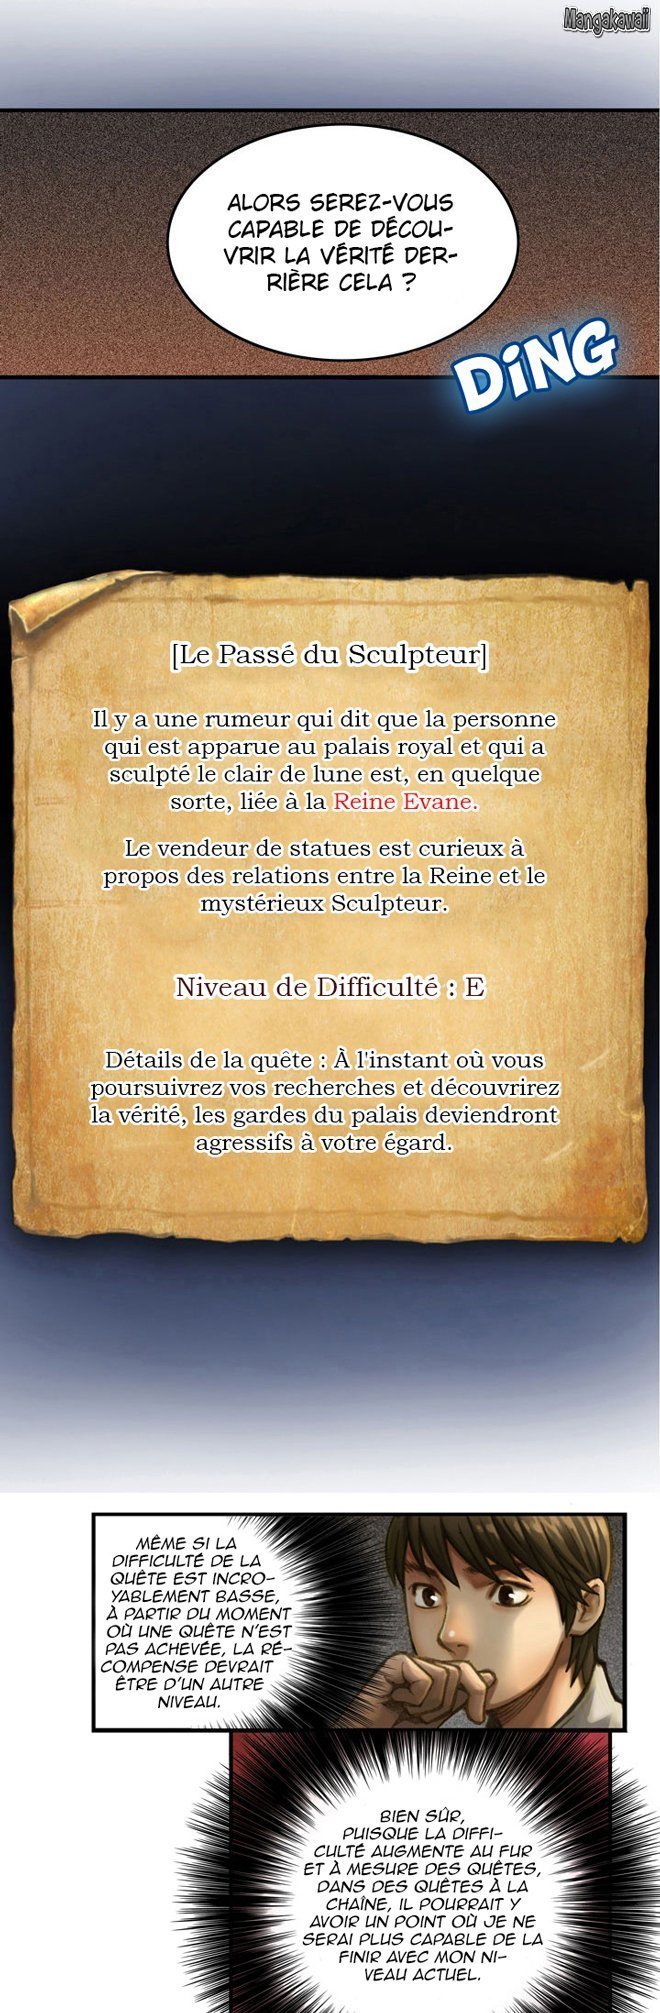 Mangakawaii
ALORS SEREZ-VOUS
CAPABLE DE DÉCOU-
VRIR LA VÉRITÉ DER-
RIÈRE CELA ?
DiNG
[Le Passé du Sculpteur]
Il y a une rumeur qui dit que la personne
qui est apparue au palais royal et qui a
sculpté le clair de lune est, en quelque
sorte, liée à la Reine Evane.
Le vendeur de statues est curieux à
propos des relations entre la Reine et le
mystérieux Sculpteur.
Niveau de Difficulté : E
Détails de la quête : À l'instant où vous
poursuivrez vos recherches et découvrirez
la vérité, les gardes du palais deviendront
agressifs à votre égard.
MÊME SI LA
DIFFICULTÉ DE LA
QUÊTE EST INCRO-
YABLEMENT BASSE,
À PARTIR DU MOMENT
OÙ UNE QUÊTE N'EST
PAS ACHEVÉE, LA RÉ-
COMPENSE DEVRAIT
ÊTRE D'UN AUTRE
NIVEAU.
BIEN SÛR,
PUISQUE LA DIFFI-
CULTÉ AUGMENTE AU FUR
ET À MESURE DES QUÊTES,
DANS DES QUÊTES À LA
CHAÎNE, IL POURRAIT Y
AVOIR UN POINT OÙ JE NE
SERAI PLUS CAPABLE DE LA
FINIR AVEC MON NI-
VEAU ACTUEL.